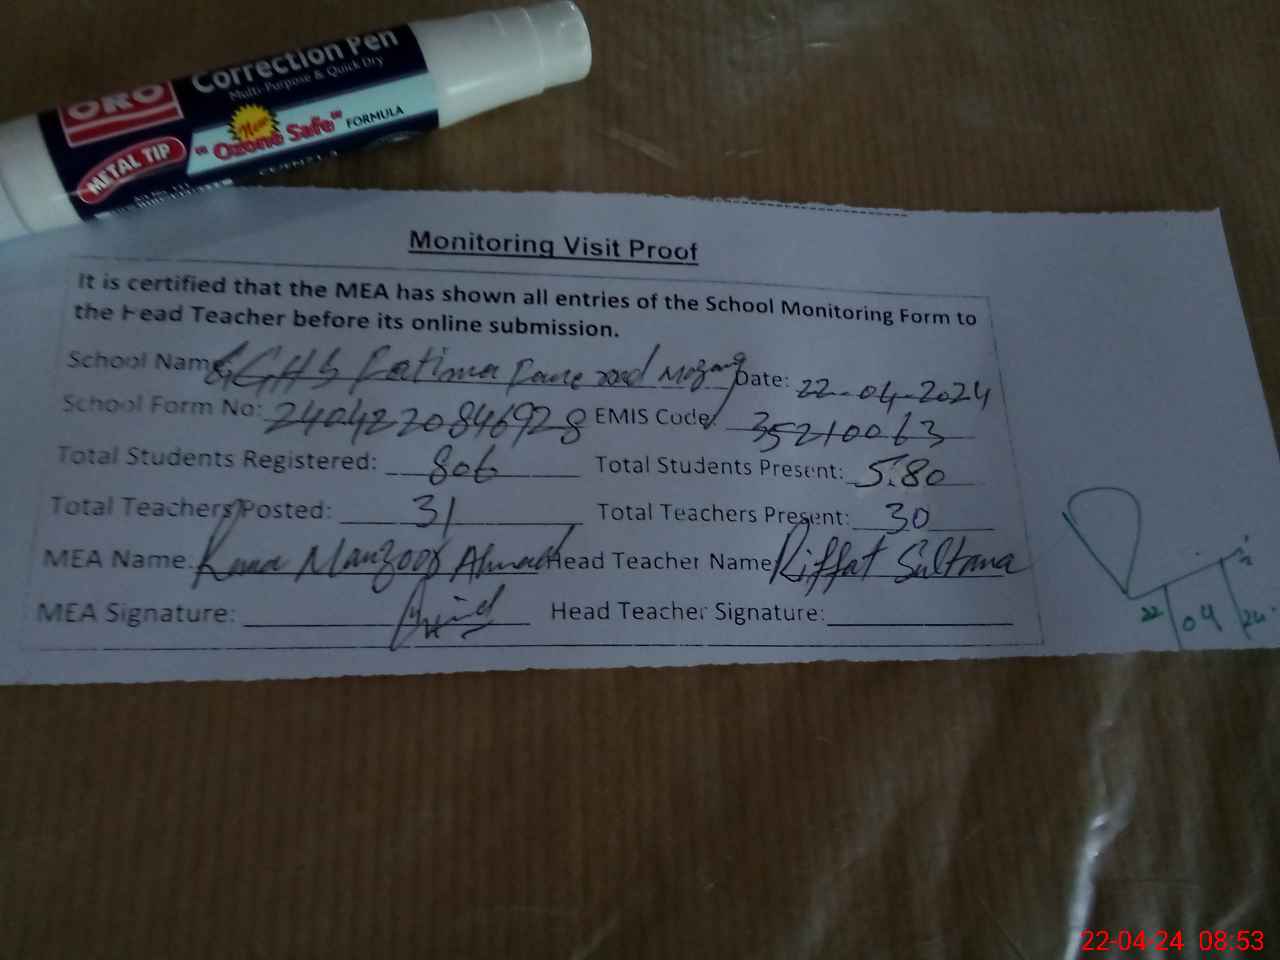 ORO Correction Pen
Multi-Purpose & Quick Dry
METAL TIP New "Ozone Safe" FORMULA
Monitoring Visit Proof
It is certified that the MEA has shown all entries of the School Monitoring Form to
the Head Teacher before its online submission.
School Name: GGHS Fatima Fane road Mozang Date: 22-04-2024
School Form No: 24042220846928 EMIS Code: 35210063
Total Students Registered: 806 Total Students Present: 580
Total Teachers Posted: 31 Total Teachers Present: 30
MEA Name: Rana Manzoor Ahmad Head Teacher Name: Riffat Sultana
MEA Signature: Head Teacher Signature:
22/04/24
22-04-24 08:53